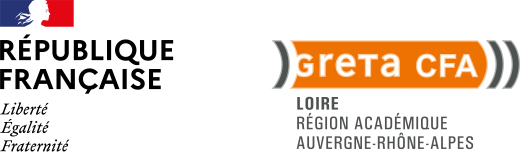 RÉPUBLIQUE
FRANÇAISE
Liberté
Égalité
Fraternité
GRETA CFA
LOIRE
RÉGION ACADÉMIQUE
AUVERGNE-RHÔNE-ALPES